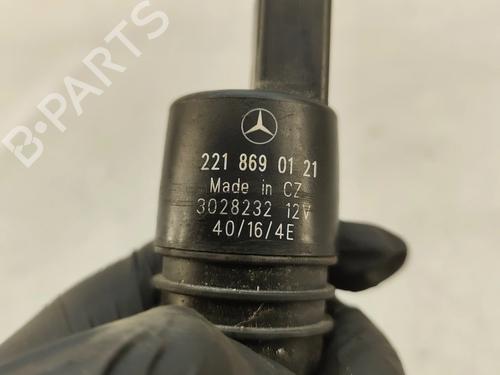 B-PARTS
221 869 01 21
Made in CZ
3028232 12V
40/16/4E